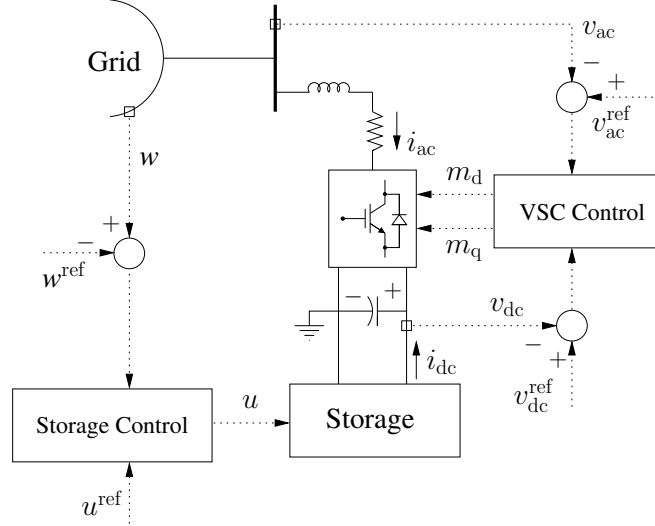 v_ac
Grid
−
+
v_ac^ref
i_ac
w
m_d
VSC Control
+
m_q
−
w^ref
−
+
v_dc
−
+
i_dc
v_dc^ref
u
Storage Control
Storage
u^ref